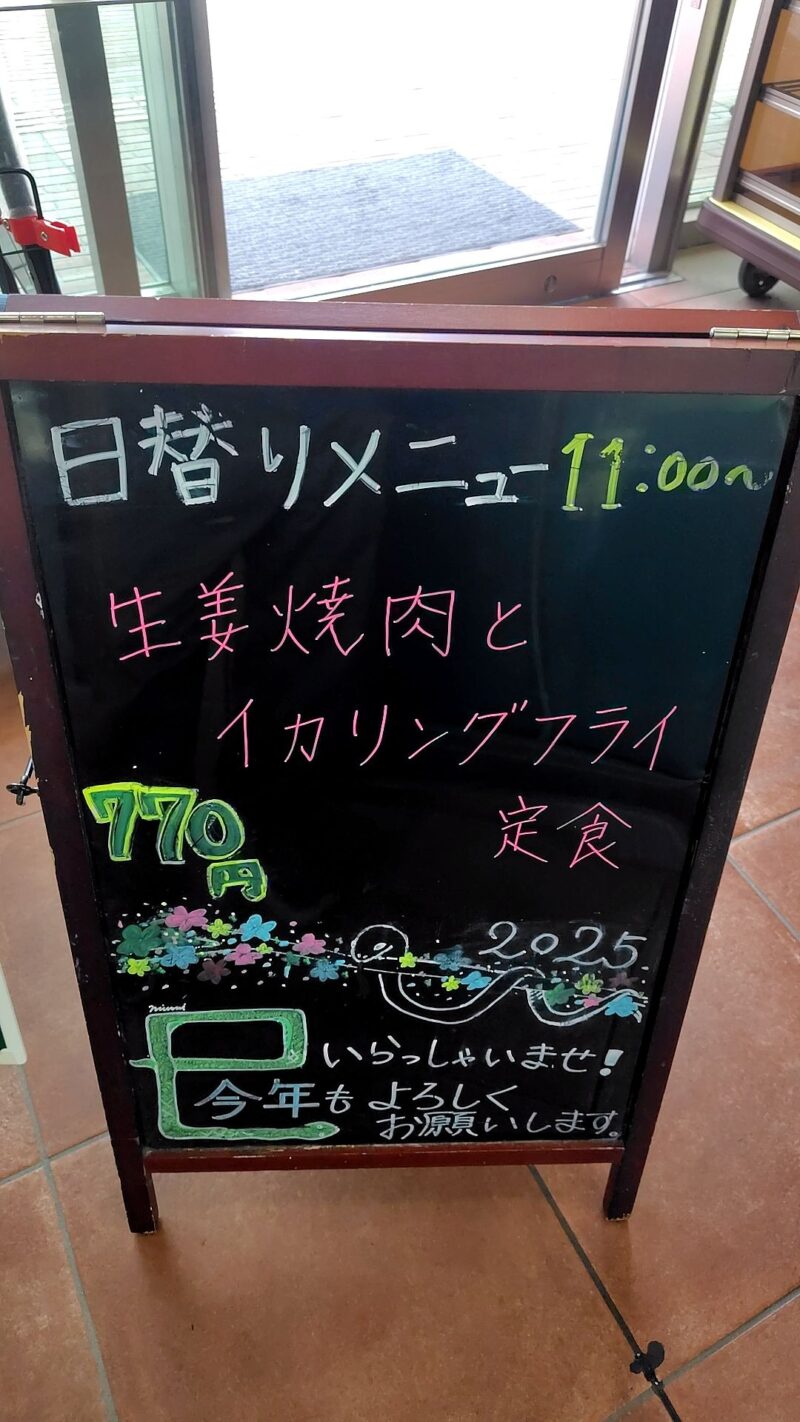 日替りメニュー 11:00〜
生姜焼肉と
イカリングフライ
定食
770円
2025
巳
いらっしゃいませ!
今年もよろしく
お願いします。